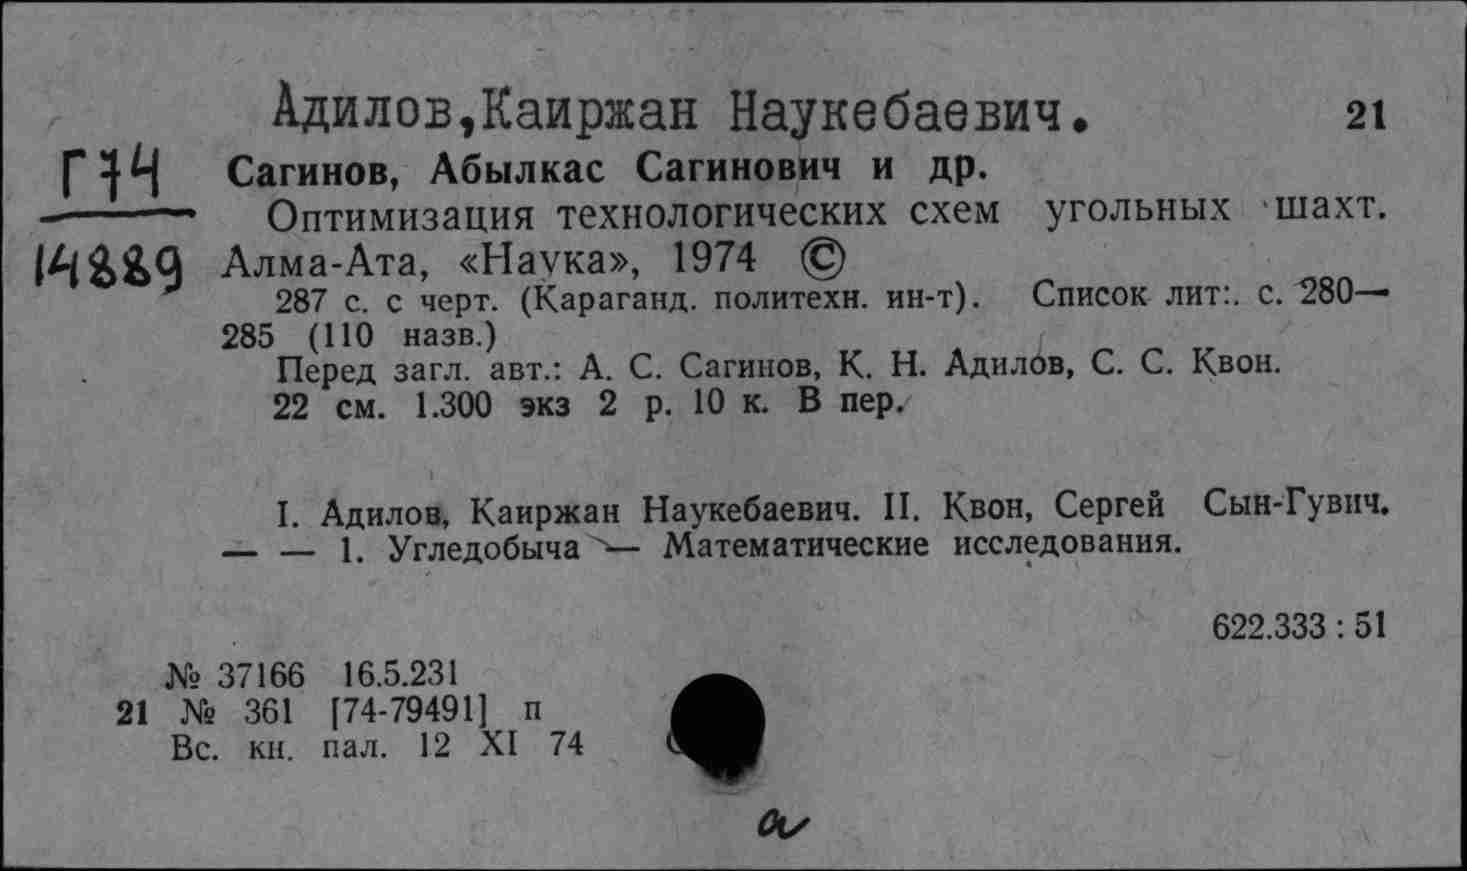 Адилов,Каиржан Наукебаевич. 21
Г74
14889
Сагинов, Абылкас Сагинович и др.
Оптимизация технологических схем угольных шахт.
Алма-Ата, «Наука», 1974 ©
287 с. с черт. (Караганд. политехн. ин-т). Список лит:. с. 280—
285 (110 назв.)
Перед загл. авт.: А. С. Сагинов, К. Н. Адилов, С. С. Квон.
22 см. 1.300 экз 2 р. 10 к. В пер.
I. Адилов, Каиржан Наукебаевич. II. Квон, Сергей Сын-Гувич.
— — 1. Угледобыча — Математические исследования.
622.333 : 51
№ 37166 16.5.231
21 № 361 [74-79491] п
Вс. кн. пал. 12 XI 74